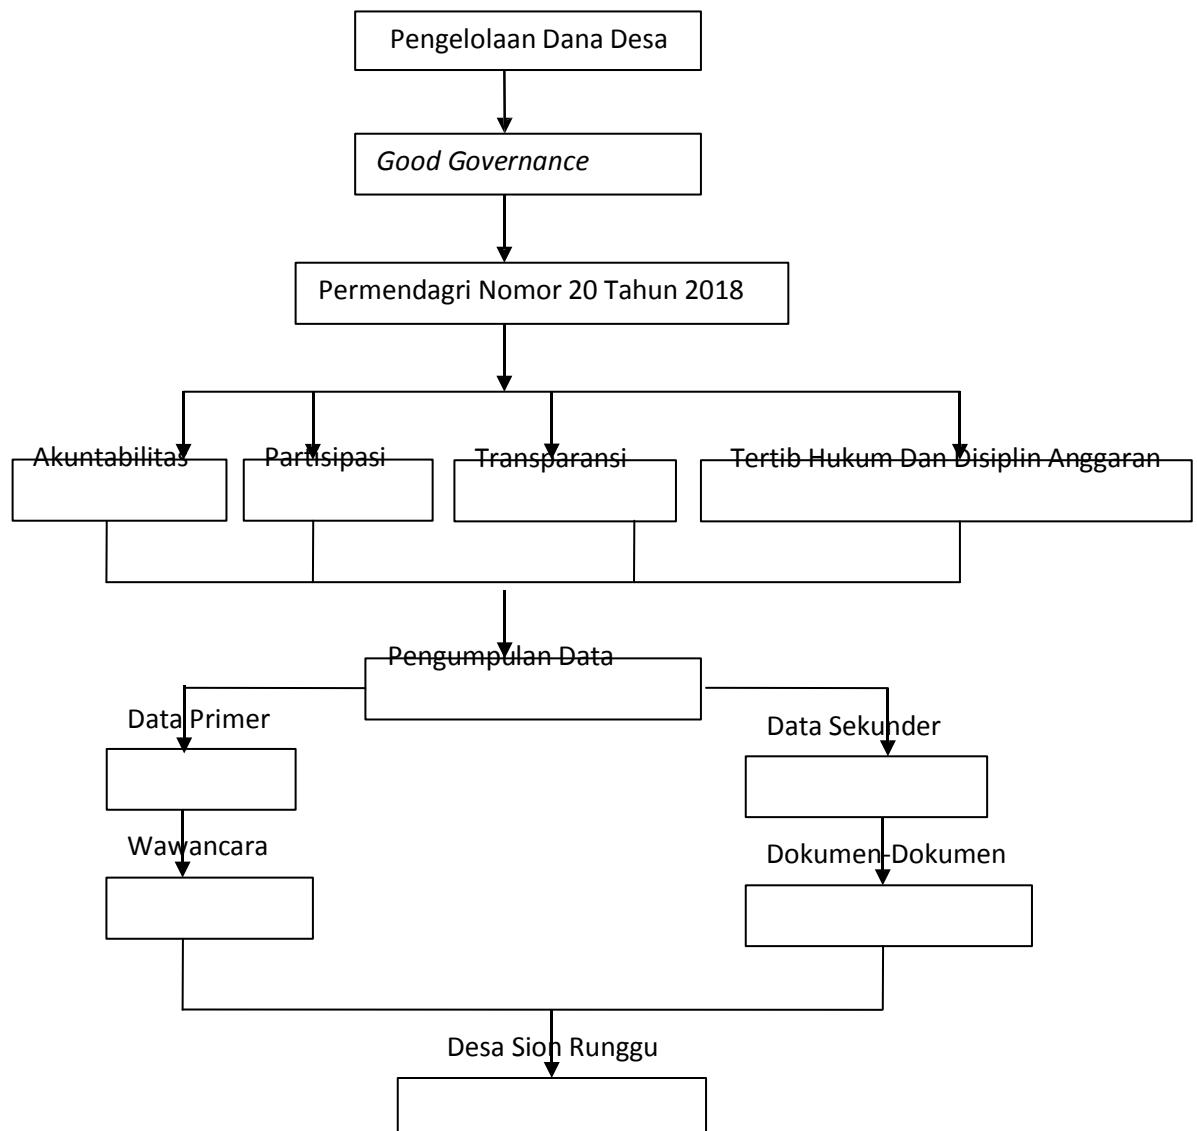 Pengelolaan Dana Desa
Good Governance
Permendagri Nomor 20 Tahun 2018
Akuntabilitas
Partisipasi
Transparansi
Tertib Hukum Dan Disiplin Anggaran
Pengumpulan Data
Data Primer
Data Sekunder
Wawancara
Dokumen-Dokumen
Desa Sion Runggu